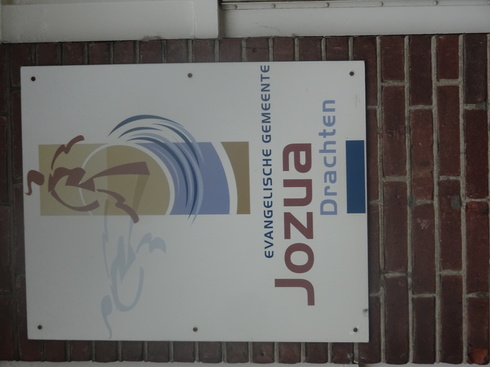 EVANGELISCHE GEMEENTE
Jozua
Drachten